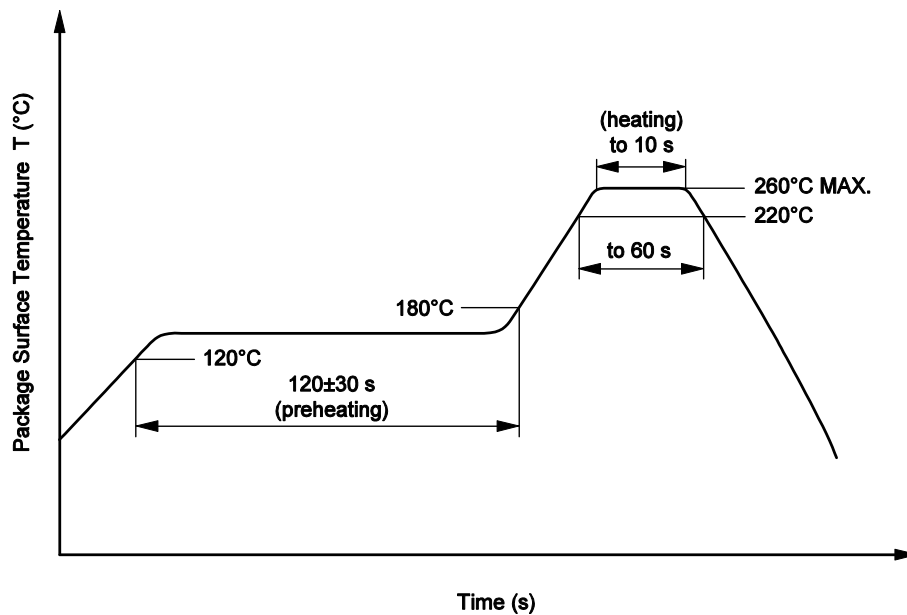 Package Surface Temperature T (°C)
(heating)
to 10 s
260°C MAX.
220°C
to 60 s
180°C
120°C
120±30 s
(preheating)
Time (s)